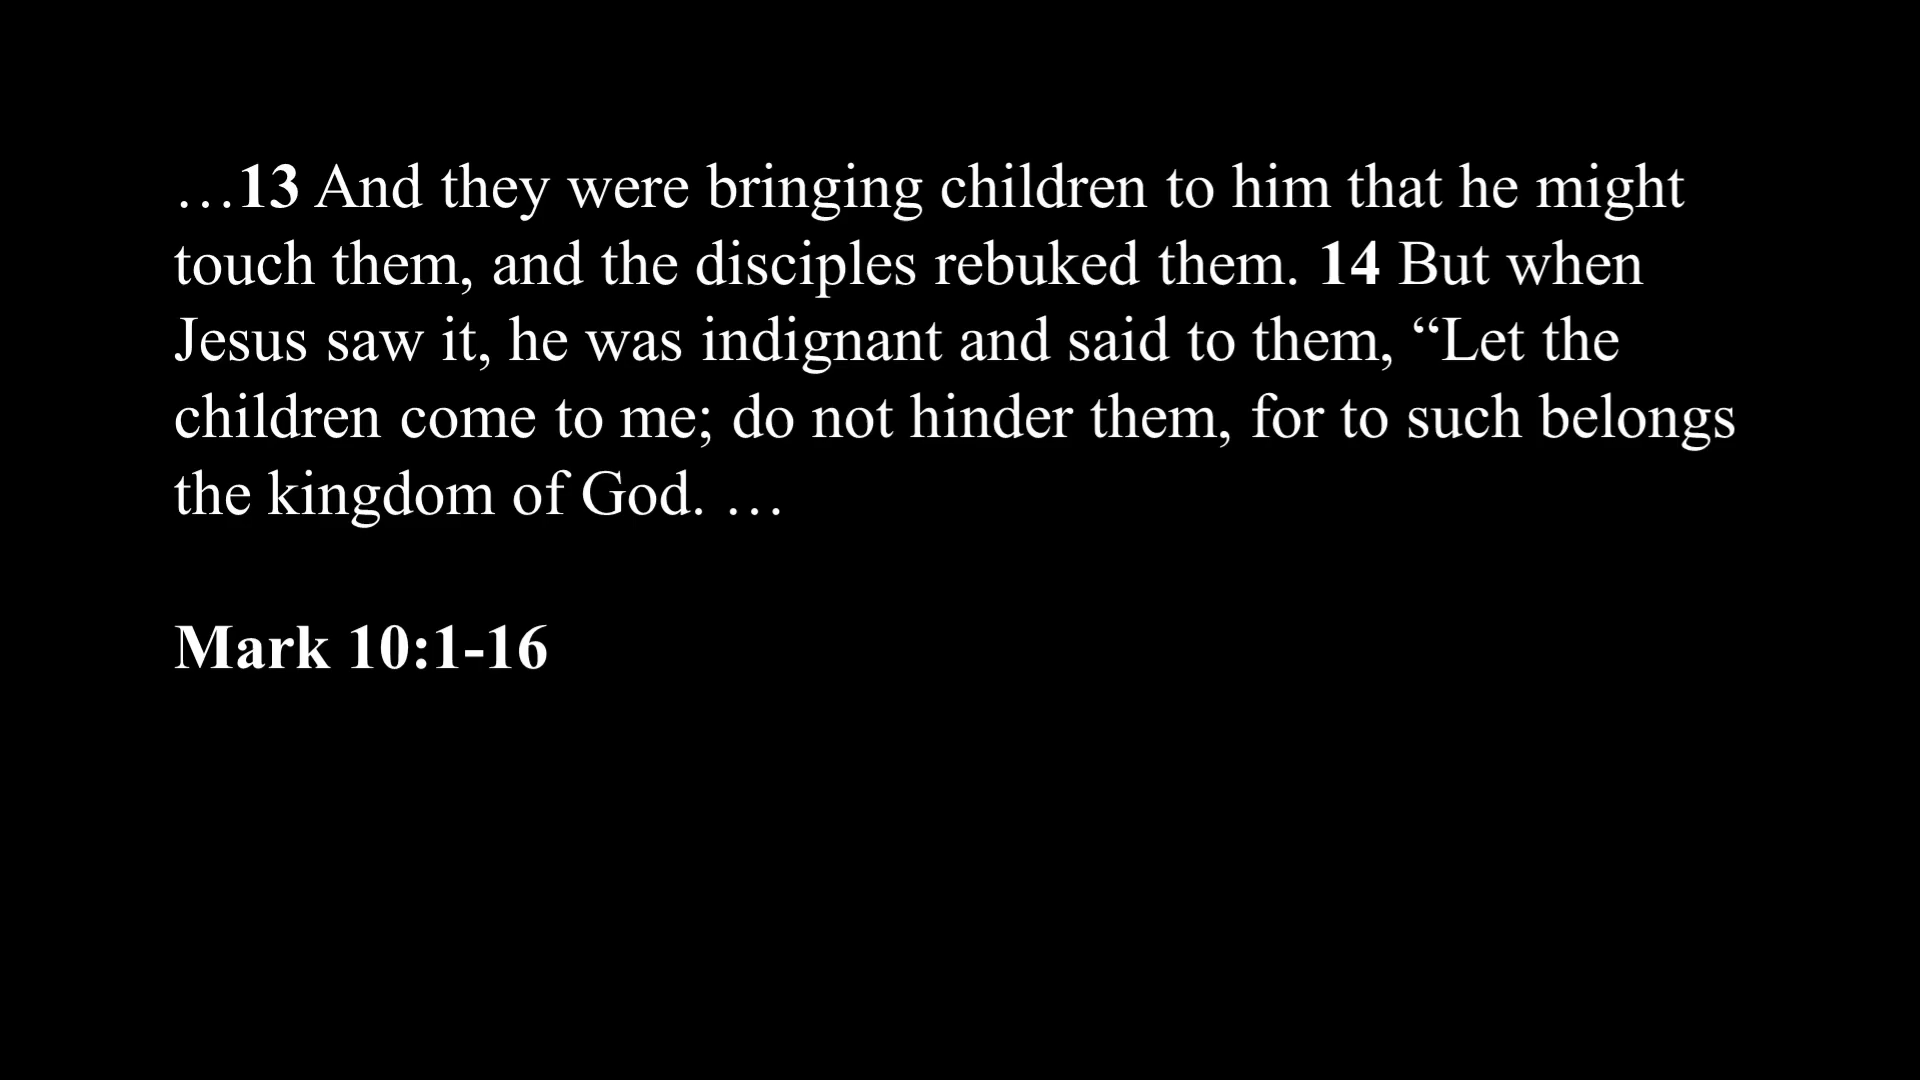 …13 And they were bringing children to him that he might
touch them, and the disciples rebuked them. 14 But when
Jesus saw it, he was indignant and said to them, “Let the
children come to me; do not hinder them, for to such belongs
the kingdom of God. …
Mark 10:1-16